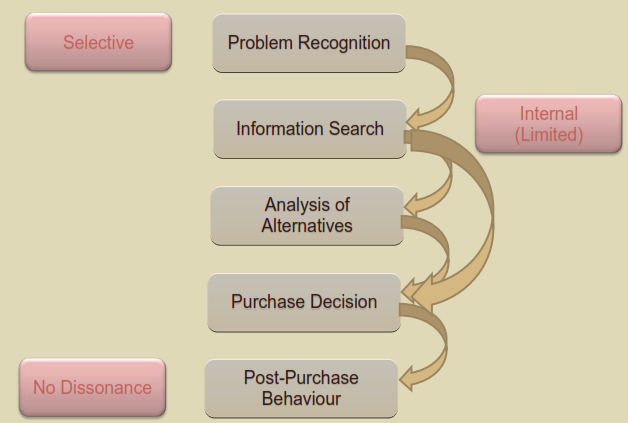 Selective
Problem Recognition
Internal
(Limited)
Information Search
Analysis of
Alternatives
Purchase Decision
No Dissonance
Post-Purchase
Behaviour